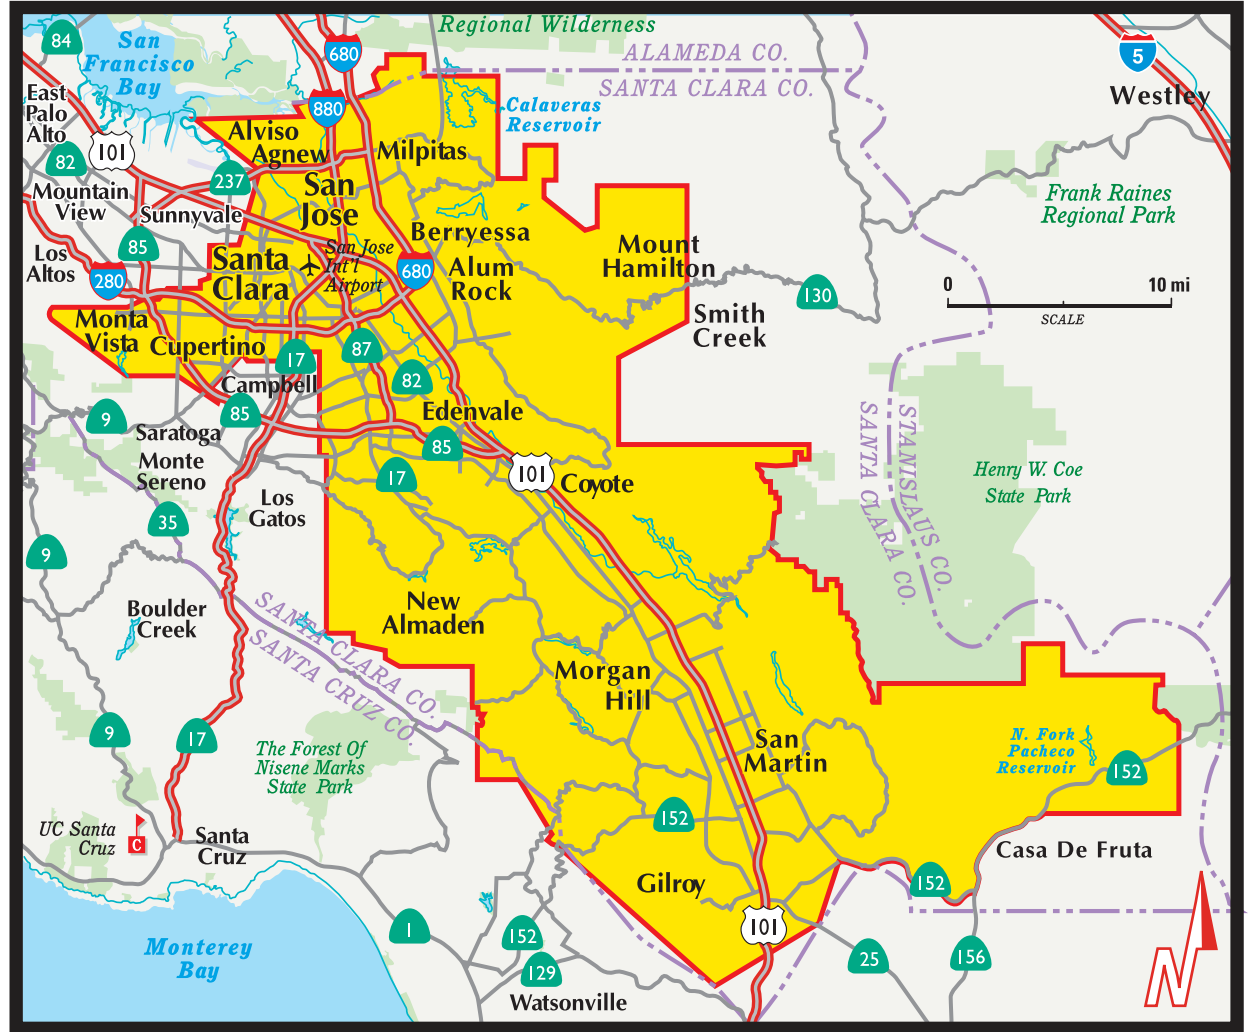 Regional Wilderness
84
San
Francisco
Bay
680
ALAMEDA CO.
SANTA CLARA CO.
5
Westley
East
Palo
Alto
880
Calaveras
Reservoir
101
Alviso
Agnew
Milpitas
82
237
Mountain
View
Sunnyvale
San
Jose
Frank Raines
Regional Park
85
Berryessa
Los
Altos
280
Santa
Clara
San Jose
Int'l
Airport
680
Alum
Rock
Mount
Hamilton
130
0
10 mi
SCALE
Smith
Creek
Monta
Vista
Cupertino
17
87
82
Campbell
9
85
Edenvale
Saratoga
85
SANTA CLARA CO.
STANISLAUS CO.
Monte
Sereno
17
101
Coyote
Henry W. Coe
State Park
Los
Gatos
35
9
Boulder
Creek
SANTA CLARA CO.
SANTA CRUZ CO.
New
Almaden
Morgan
Hill
9
17
The Forest Of
Nisene Marks
State Park
San
Martin
N. Fork
Pacheco
Reservoir
152
152
UC Santa
Cruz
C
Santa
Cruz
Casa De Fruta
Gilroy
152
1
152
101
25
156
Monterey
Bay
129
Watsonville
N